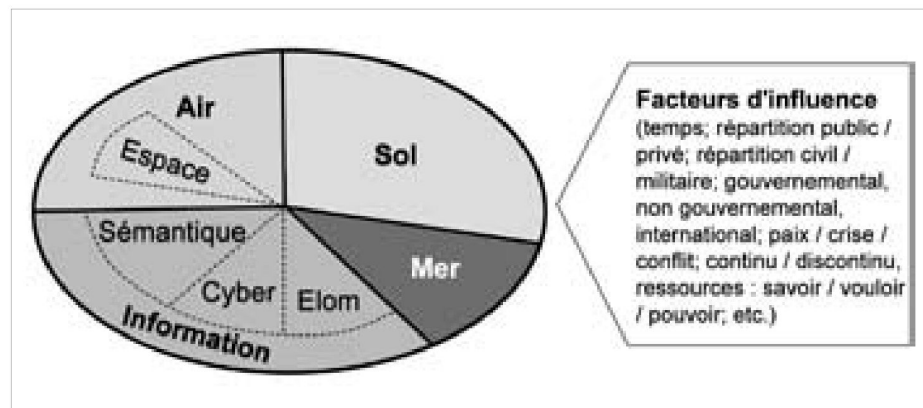 Air
Espace
Sol
Sémantique
Cyber
Elom
Mer
Information
Facteurs d'influence
(temps; répartition public /
privé; répartition civil /
militaire; gouvernemental,
non gouvernemental,
international; paix / crise /
conflit; continu / discontinu,
ressources : savoir / vouloir
/ pouvoir; etc.)